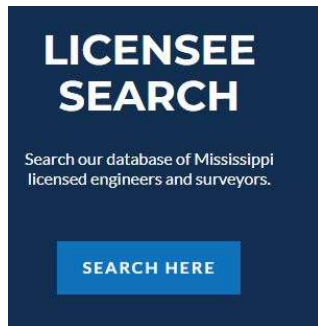 LICENSEE
SEARCH
Search our database of Mississippi
licensed engineers and surveyors.
SEARCH HERE